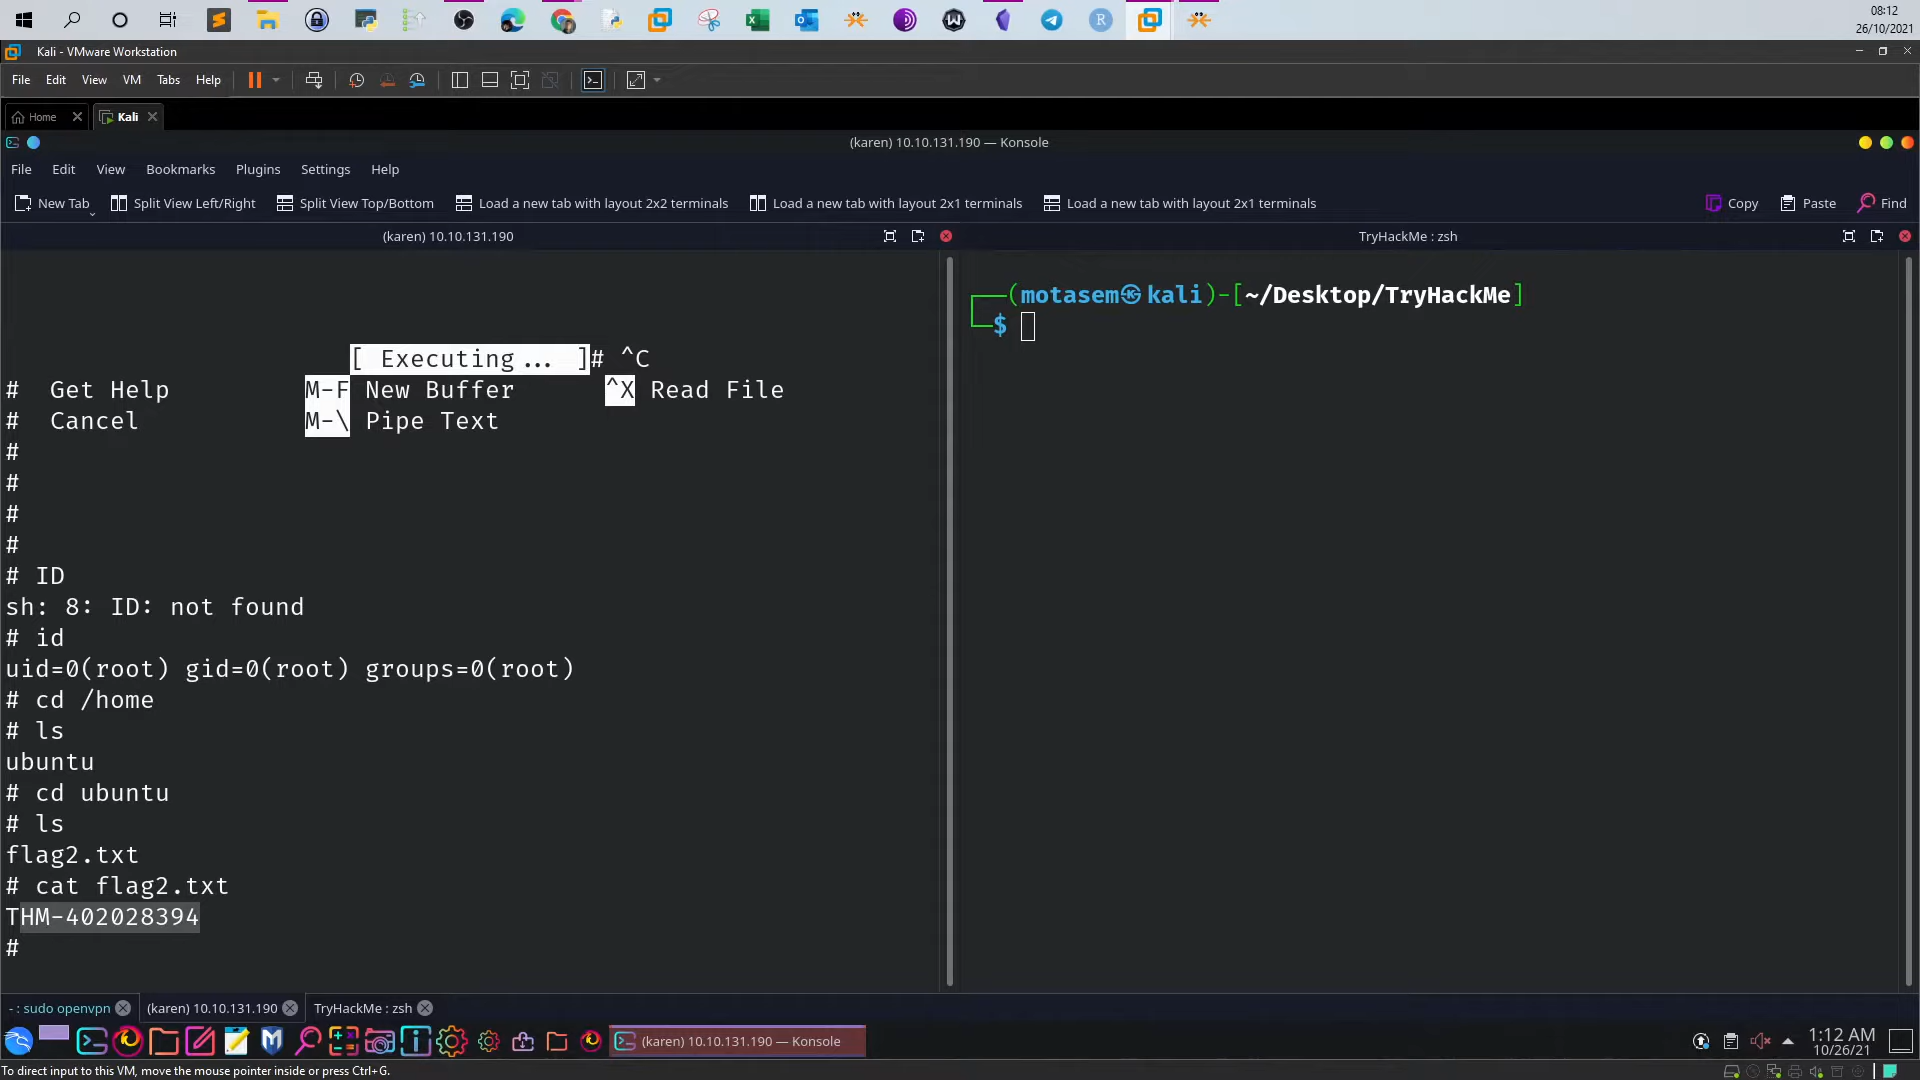 08:12
26/10/2021
Kali - VMware Workstation
File Edit View VM Tabs Help
Home Kali
(karen) 10.10.131.190 — Konsole
File Edit View Bookmarks Plugins Settings Help
New Tab Split View Left/Right Split View Top/Bottom Load a new tab with layout 2x2 terminals Load a new tab with layout 2x1 terminals Load a new tab with layout 2x1 terminals Copy Paste Find
(karen) 10.10.131.190
[ Executing... ]# ^C
# Get Help M-F New Buffer ^X Read File
# Cancel M-\ Pipe Text
#
#
#
#
# ID
sh: 8: ID: not found
# id
uid=0(root) gid=0(root) groups=0(root)
# cd /home
# ls
ubuntu
# cd ubuntu
# ls
flag2.txt
# cat flag2.txt
THM-402028394
#
TryHackMe : zsh
(motasem㉿kali)-[~/Desktop/TryHackMe]
$
- : sudo openvpn (karen) 10.10.131.190 TryHackMe : zsh
(karen) 10.10.131.190 — Konsole
1:12 AM
10/26/21
To direct input to this VM, move the mouse pointer inside or press Ctrl+G.